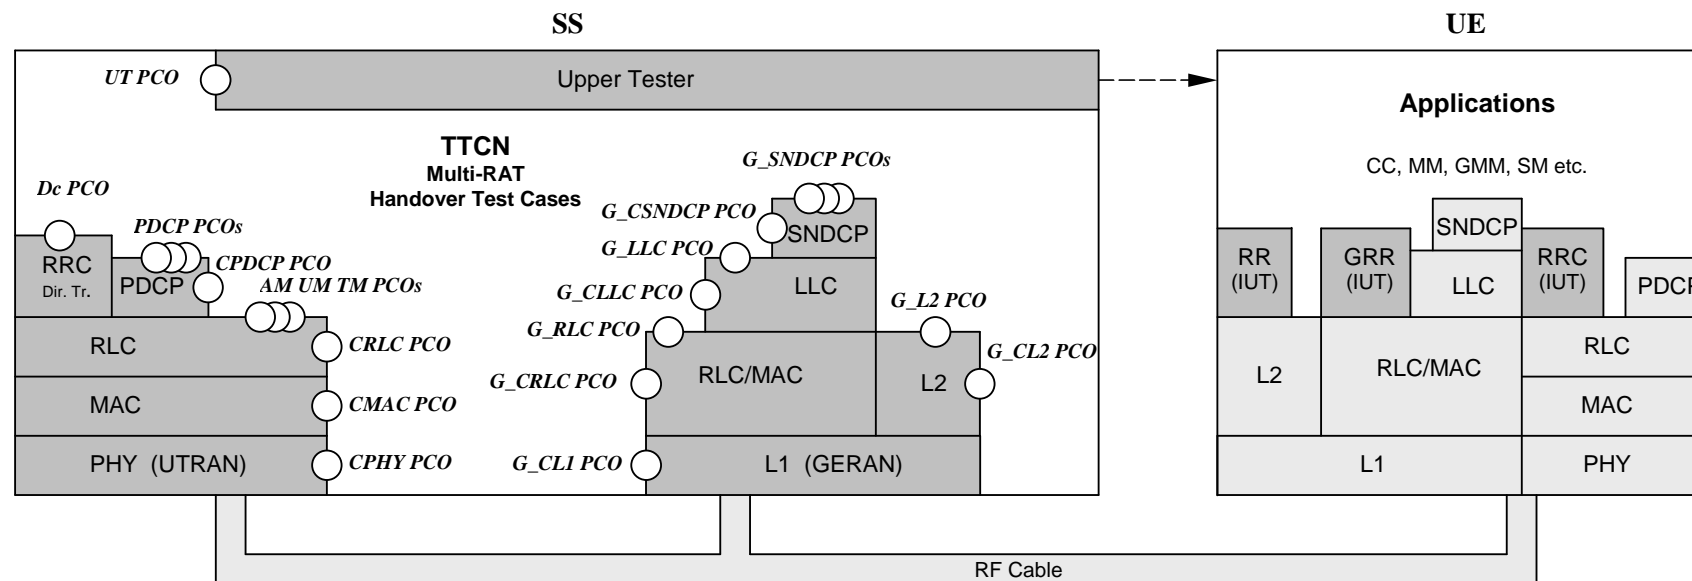 SS
UE
UT PCO
Upper Tester
Applications
TTCN
Multi-RAT
Handover Test Cases
G_SNDCP PCOs
CC, MM, GMM, SM etc.
Dc PCO
PDCP PCOs
G_CSNDCP PCO
SNDCP
SNDCP
RRC
Dir. Tr.
PDCP
CPDCP PCO
AM UM TM PCOs
G_LLC PCO
G_CLLC PCO
LLC
G_L2 PCO
RR
(IUT)
GRR
(IUT)
LLC
RRC
(IUT)
PDCP
RLC
CRLC PCO
G_RLC PCO
G_CRLC PCO
RLC/MAC
L2
G_CL2 PCO
L2
RLC/MAC
RLC
MAC
CMAC PCO
MAC
PHY (UTRAN)
CPHY PCO
G_CL1 PCO
L1 (GERAN)
L1
PHY
RF Cable